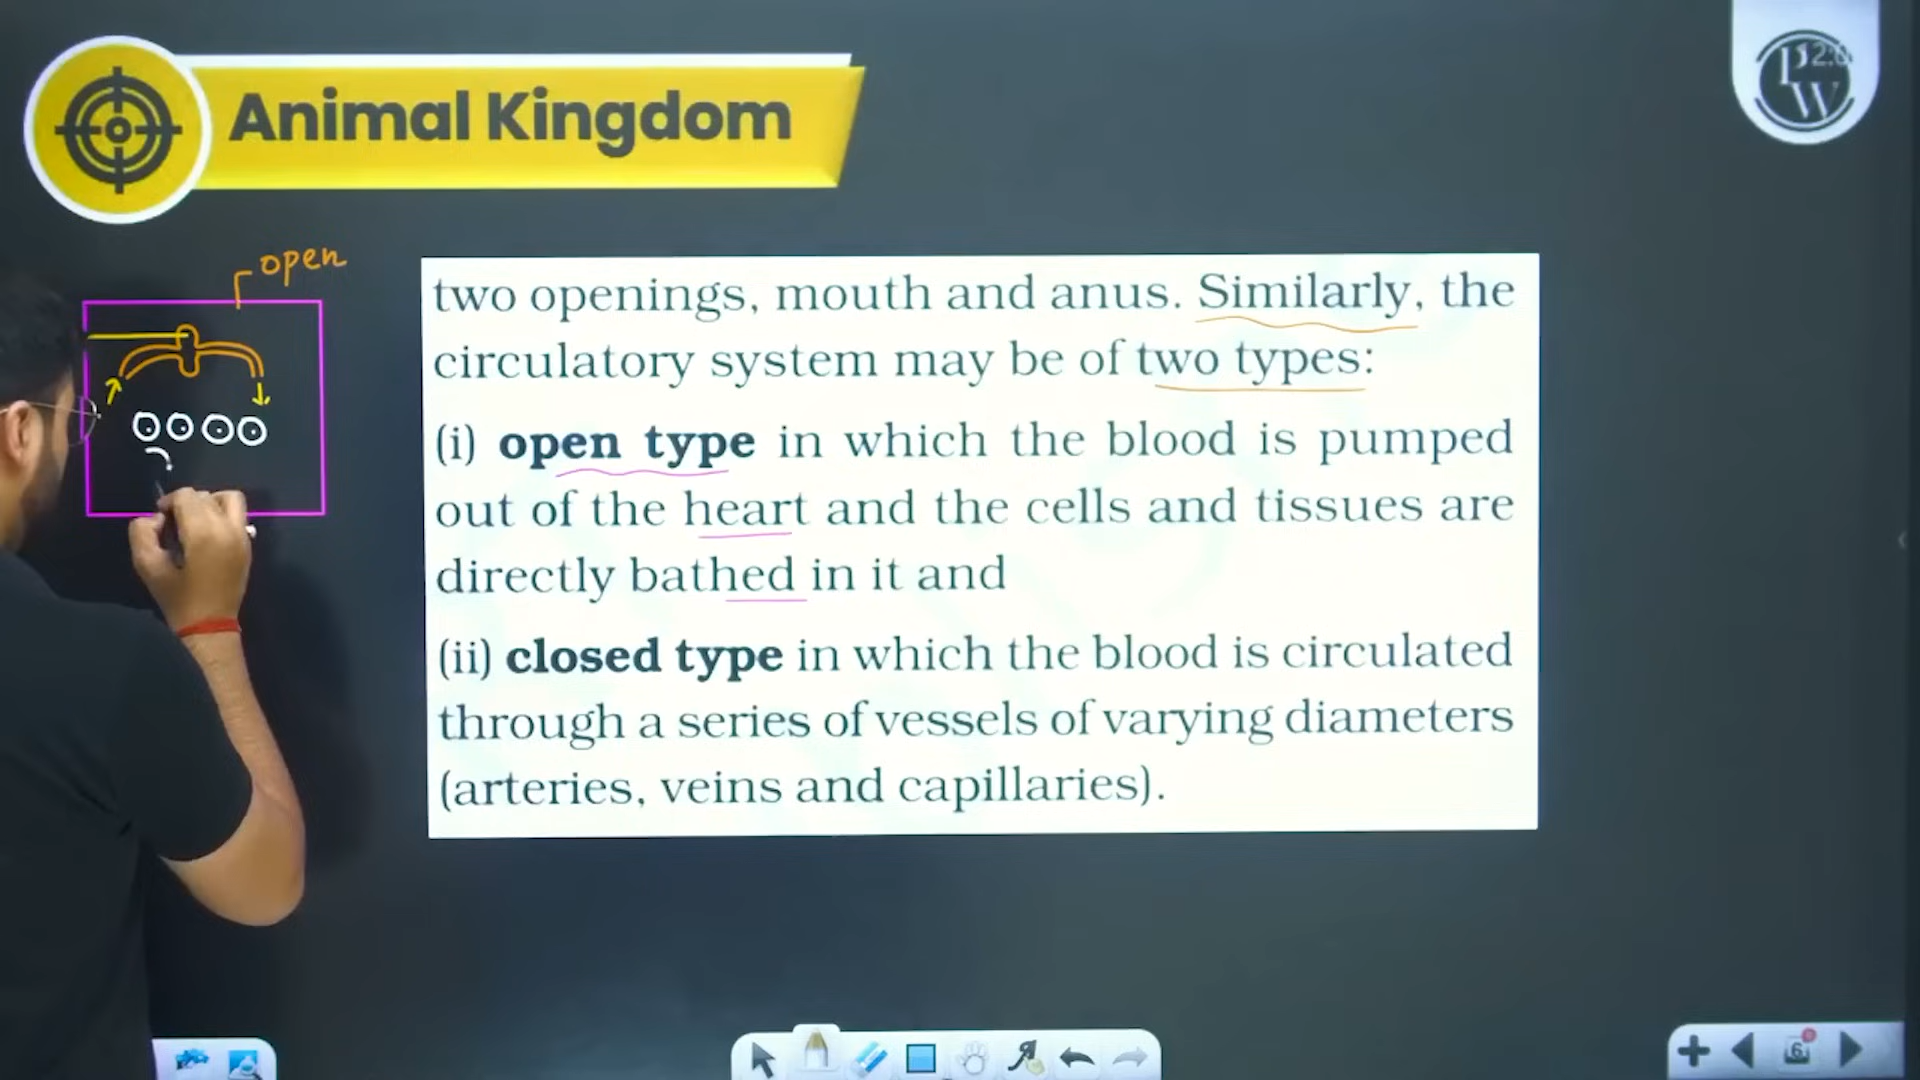 Animal Kingdom
PW
open
two openings, mouth and anus. Similarly, the
circulatory system may be of two types:
(i) open type in which the blood is pumped
out of the heart and the cells and tissues are
directly bathed in it and
(ii) closed type in which the blood is circulated
through a series of vessels of varying diameters
(arteries, veins and capillaries).
6